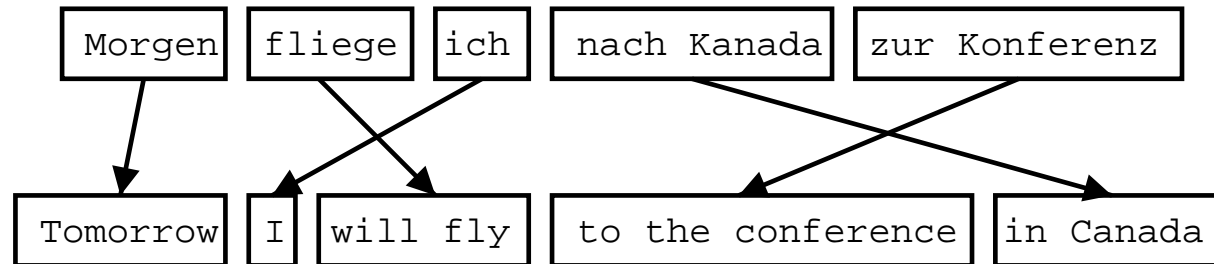 Morgen fliege ich nach Kanada zur Konferenz
Tomorrow I will fly to the conference in Canada